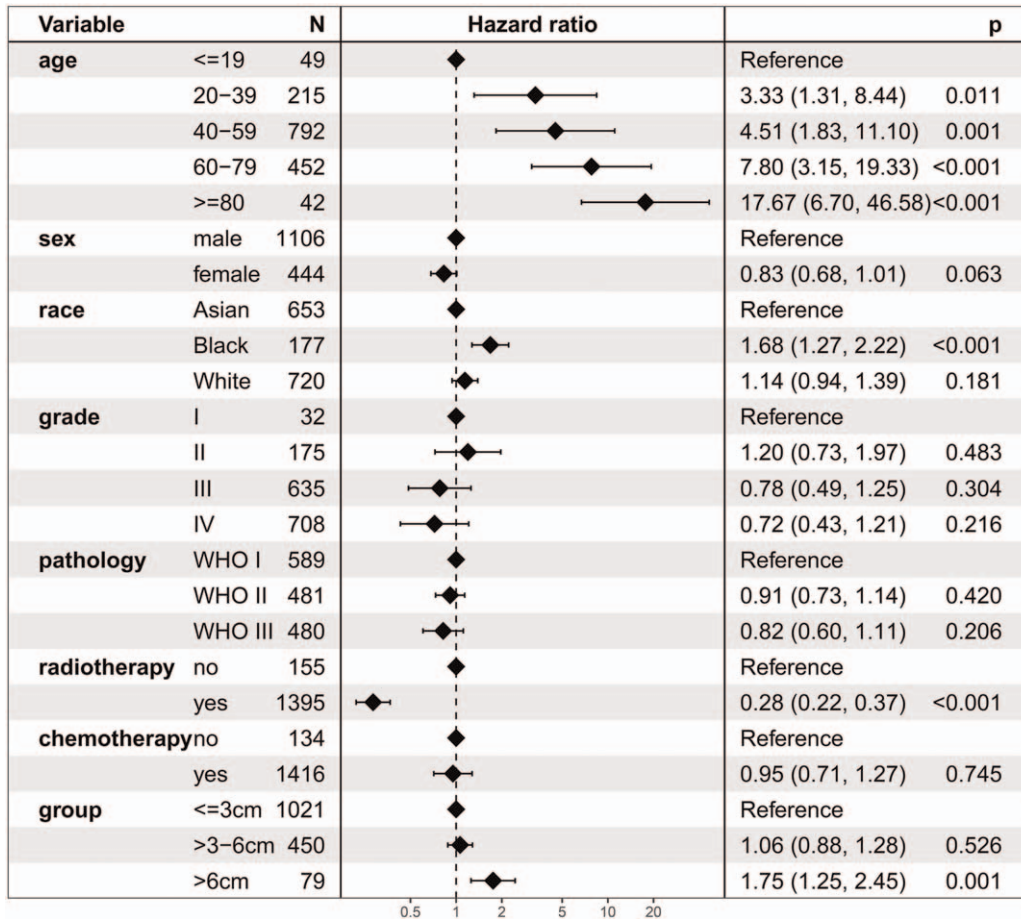 Variable N Hazard ratio p
age <=19 49 Reference
20−39 215 3.33 (1.31, 8.44) 0.011
40−59 792 4.51 (1.83, 11.10) 0.001
60−79 452 7.80 (3.15, 19.33) <0.001
>=80 42 17.67 (6.70, 46.58) <0.001
sex male 1106 Reference
female 444 0.83 (0.68, 1.01) 0.063
race Asian 653 Reference
Black 177 1.68 (1.27, 2.22) <0.001
White 720 1.14 (0.94, 1.39) 0.181
grade I 32 Reference
II 175 1.20 (0.73, 1.97) 0.483
III 635 0.78 (0.49, 1.25) 0.304
IV 708 0.72 (0.43, 1.21) 0.216
pathology WHO I 589 Reference
WHO II 481 0.91 (0.73, 1.14) 0.420
WHO III 480 0.82 (0.60, 1.11) 0.206
radiotherapy no 155 Reference
yes 1395 0.28 (0.22, 0.37) <0.001
chemotherapy no 134 Reference
yes 1416 0.95 (0.71, 1.27) 0.745
group <=3cm 1021 Reference
>3−6cm 450 1.06 (0.88, 1.28) 0.526
>6cm 79 1.75 (1.25, 2.45) 0.001
0.5 1 2 5 10 20